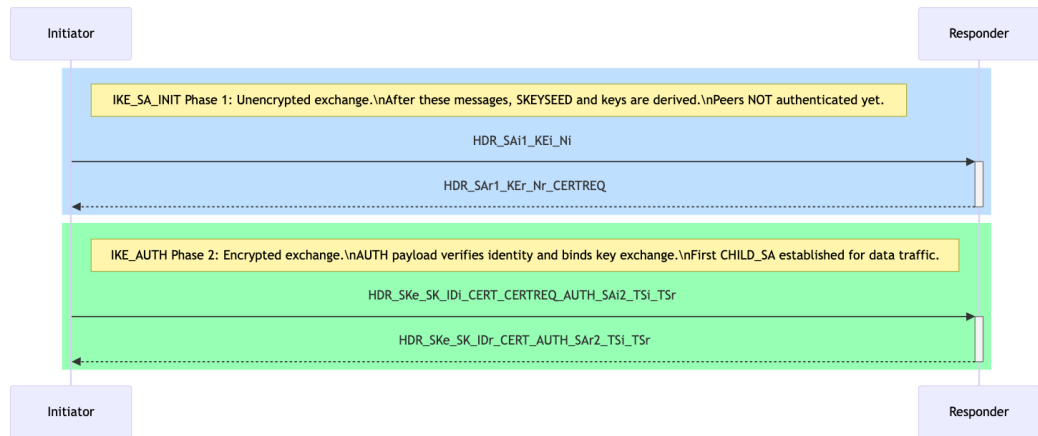 Initiator
Responder
IKE_SA_INIT Phase 1: Unencrypted exchange.\nAfter these messages, SKEYSEED and keys are derived.\nPeers NOT authenticated yet.
HDR_SAi1_KEi_Ni
HDR_SAr1_KEr_Nr_CERTREQ
IKE_AUTH Phase 2: Encrypted exchange.\nAUTH payload verifies identity and binds key exchange.\nFirst CHILD_SA established for data traffic.
HDR_SKe_SK_IDi_CERT_CERTREQ_AUTH_SAi2_TSi_TSr
HDR_SKe_SK_IDr_CERT_AUTH_SAr2_TSi_TSr
Initiator
Responder